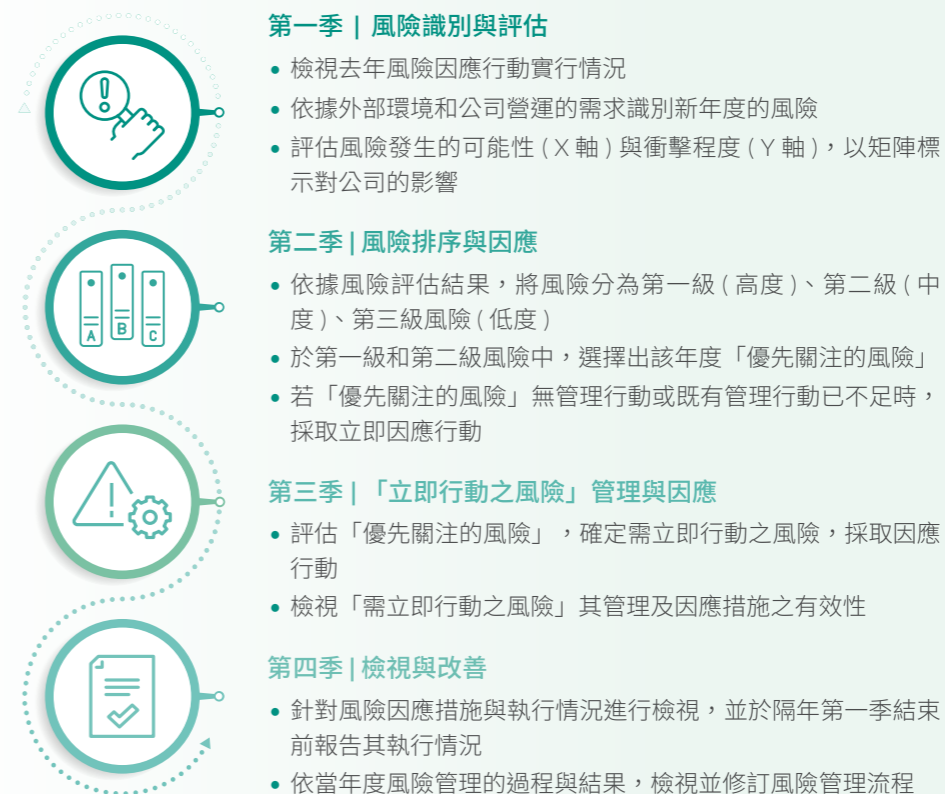 第一季 | 風險識別與評估
• 檢視去年風險因應行動實行情況
• 依據外部環境和公司營運的需求識別新年度的風險
• 評估風險發生的可能性 ( X 軸 ) 與衝擊程度 ( Y 軸 )，以矩陣標
示對公司的影響
第二季 | 風險排序與因應
A
B
C
• 依據風險評估結果，將風險分為第一級 ( 高度 )、第二級 ( 中
度 )、第三級風險 ( 低度 )
• 於第一級和第二級風險中，選擇出該年度「優先關注的風險」
• 若「優先關注的風險」無管理行動或既有管理行動已不足時，
採取立即因應行動
第三季 | 「立即行動之風險」管理與因應
• 評估「優先關注的風險」，確定需立即行動之風險，採取因應
行動
• 檢視「需立即行動之風險」其管理及因應措施之有效性
第四季 | 檢視與改善
• 針對風險因應措施與執行情況進行檢視，並於隔年第一季結束
前報告其執行情況
• 依當年度風險管理的過程與結果，檢視並修訂風險管理流程